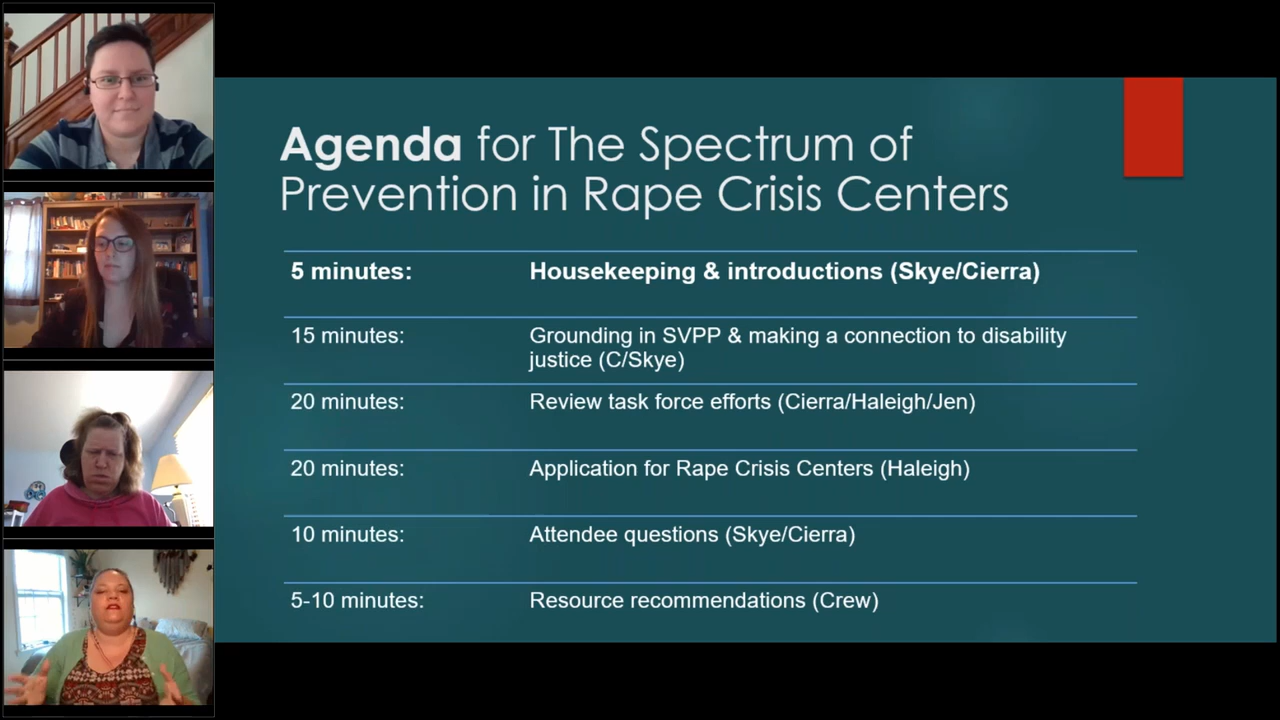 Agenda for The Spectrum of
Prevention in Rape Crisis Centers
5 minutes: Housekeeping & introductions (Skye/Cierra)
15 minutes: Grounding in SVPP & making a connection to disability
justice (C/Skye)
20 minutes: Review task force efforts (Cierra/Haleigh/Jen)
20 minutes: Application for Rape Crisis Centers (Haleigh)
10 minutes: Attendee questions (Skye/Cierra)
5-10 minutes: Resource recommendations (Crew)